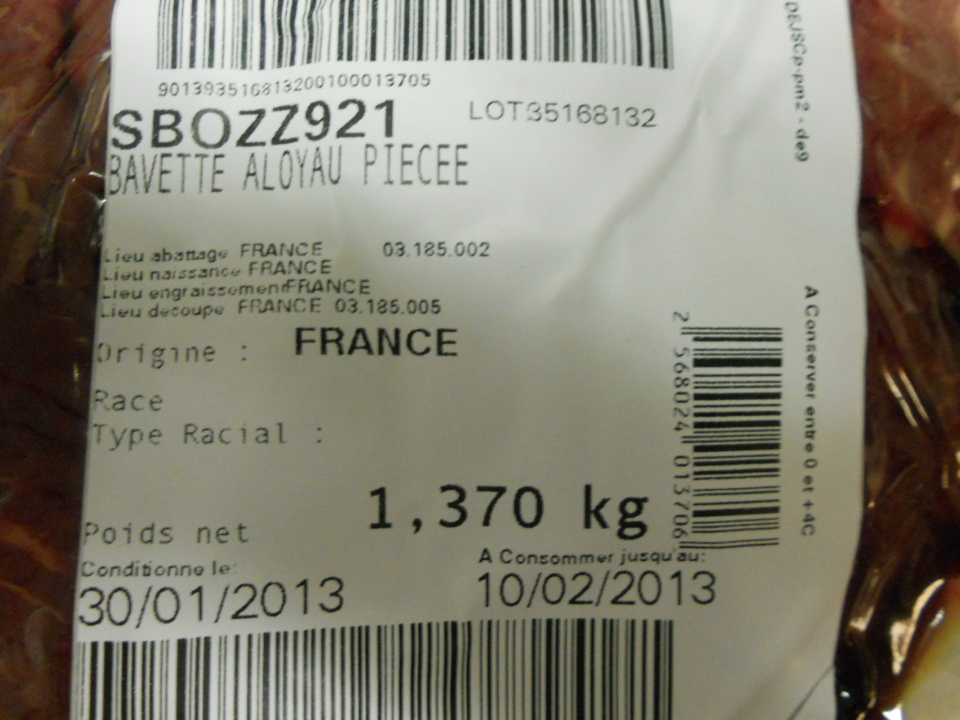 90139351681320010001​3705
SBOZZ921
LOT35168132
BAVETTE ALOYAU PIECEE
Lieu abattage FRANCE 03.185.002
Lieu naissance FRANCE
Lieu engraissement FRANCE
Lieu decoupe FRANCE 03.185.005
Origine : FRANCE
Race
Type Racial :
Poids net 1,370 kg
Conditionne le:
30/01/2013
A Consommer jusqu'au:
10/02/2013
2 568024 013706
A Conserver entre 0 et +4C